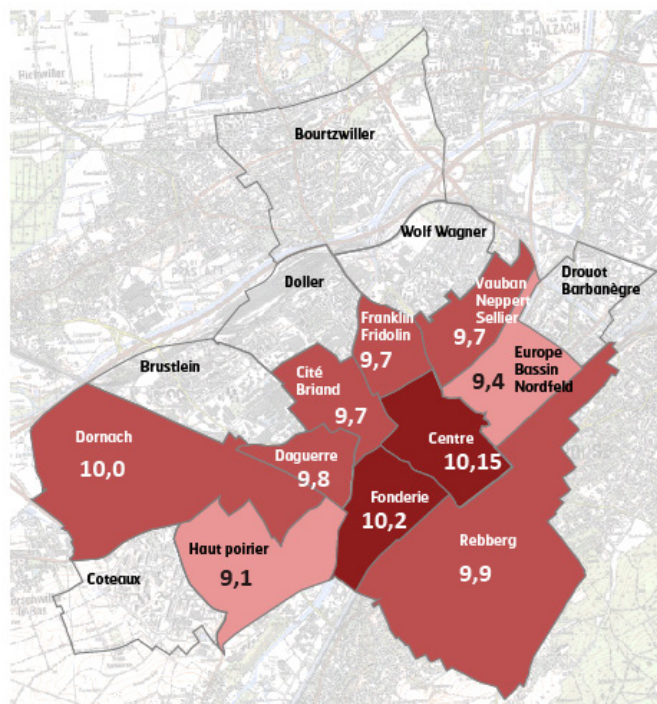 Bourtzwiller
Wolf Wagner
Drouot
Barbanègre
Doller
Vauban
Neppert
Sellier
9,7
Franklin
Fridolin
9,7
Europe
Bassin
Nordfeld
9,4
Brustlein
Cité
Briand
9,7
Dornach
10,0
Daguerre
9,8
Centre
10,15
Fonderie
10,2
Rebberg
9,9
Haut poirier
9,1
Coteaux